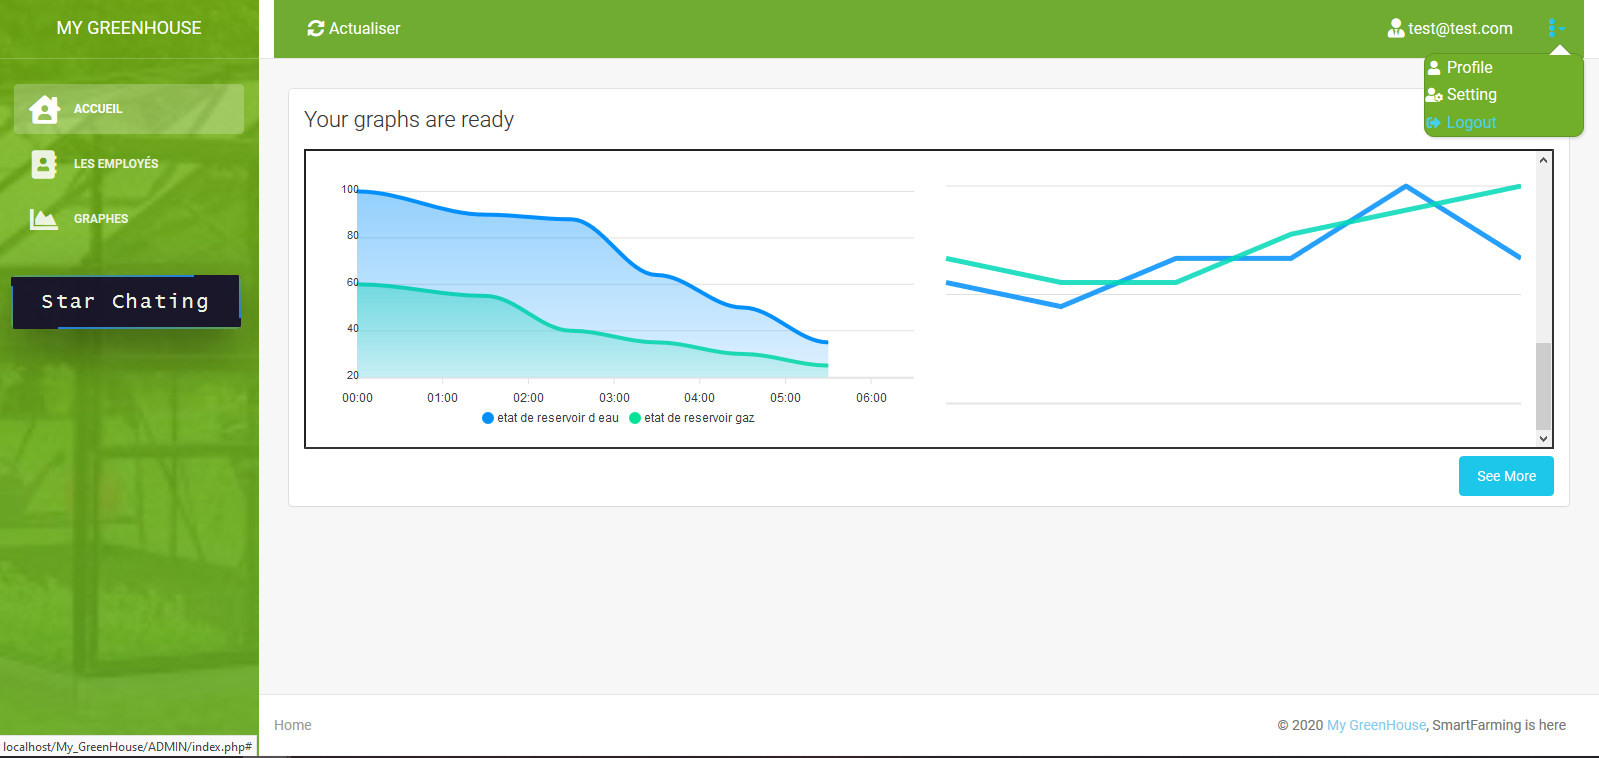 MY GREENHOUSE
Actualiser
test@test.com
Profile
Setting
Logout
ACCUEIL
LES EMPLOYÉS
GRAPHES
Star Chating
Your graphs are ready
100
80
60
40
20
00:00 01:00 02:00 03:00 04:00 05:00 06:00
etat de reservoir d eau etat de reservoir gaz
See More
Home
© 2020 My GreenHouse, SmartFarming is here
localhost/My_GreenHouse/ADMIN/index.php#